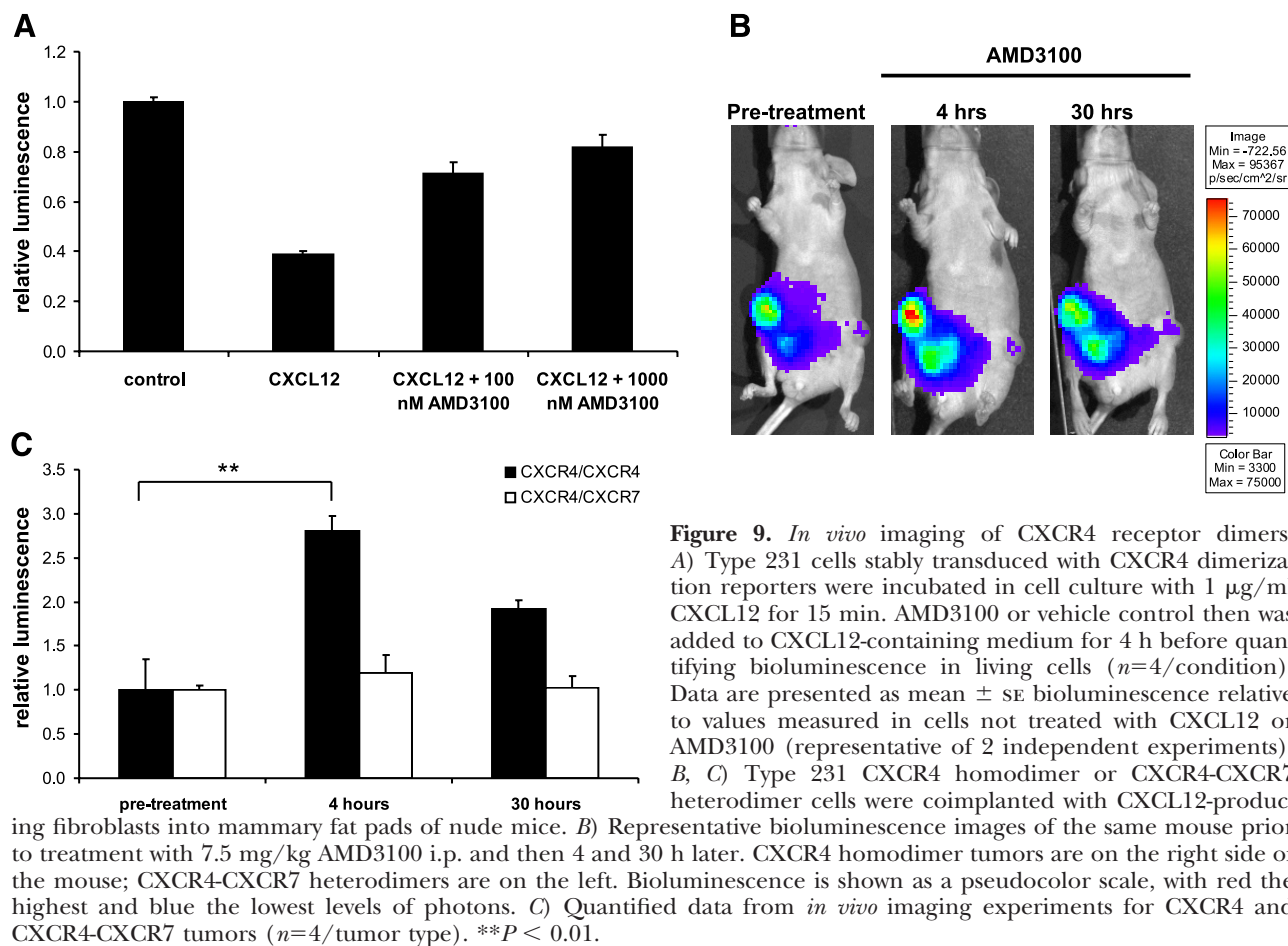 A
relative luminescence
1.2
1.0
0.8
0.6
0.4
0.2
0.0
control
CXCL12
CXCL12 + 100
nM AMD3100
CXCL12 + 1000
nM AMD3100
B
AMD3100
Pre-treatment
4 hrs
30 hrs
Image
Min = -722.56
Max = 95367
p/sec/cm^2/sr
70000
60000
50000
40000
30000
20000
10000
Color Bar
Min = 3300
Max = 75000
C
relative luminescence
3.5
3.0
2.5
2.0
1.5
1.0
0.5
0.0
**
CXCR4/CXCR4
CXCR4/CXCR7
pre-treatment
4 hours
30 hours
Figure 9. In vivo imaging of CXCR4 receptor dimers
A) Type 231 cells stably transduced with CXCR4 dimeriza-
tion reporters were incubated in cell culture with 1 μg/m
CXCL12 for 15 min. AMD3100 or vehicle control then was
added to CXCL12-containing medium for 4 h before quan
tifying bioluminescence in living cells (n=4/condition)
Data are presented as mean ± SE bioluminescence relative
to values measured in cells not treated with CXCL12 o
AMD3100 (representative of 2 independent experiments)
B, C) Type 231 CXCR4 homodimer or CXCR4-CXCR7
heterodimer cells were coimplanted with CXCL12-produc
ing fibroblasts into mammary fat pads of nude mice. B) Representative bioluminescence images of the same mouse prior
to treatment with 7.5 mg/kg AMD3100 i.p. and then 4 and 30 h later. CXCR4 homodimer tumors are on the right side o
the mouse; CXCR4-CXCR7 heterodimers are on the left. Bioluminescence is shown as a pseudocolor scale, with red the
highest and blue the lowest levels of photons. C) Quantified data from in vivo imaging experiments for CXCR4 and
CXCR4-CXCR7 tumors (n=4/tumor type). **P < 0.01.